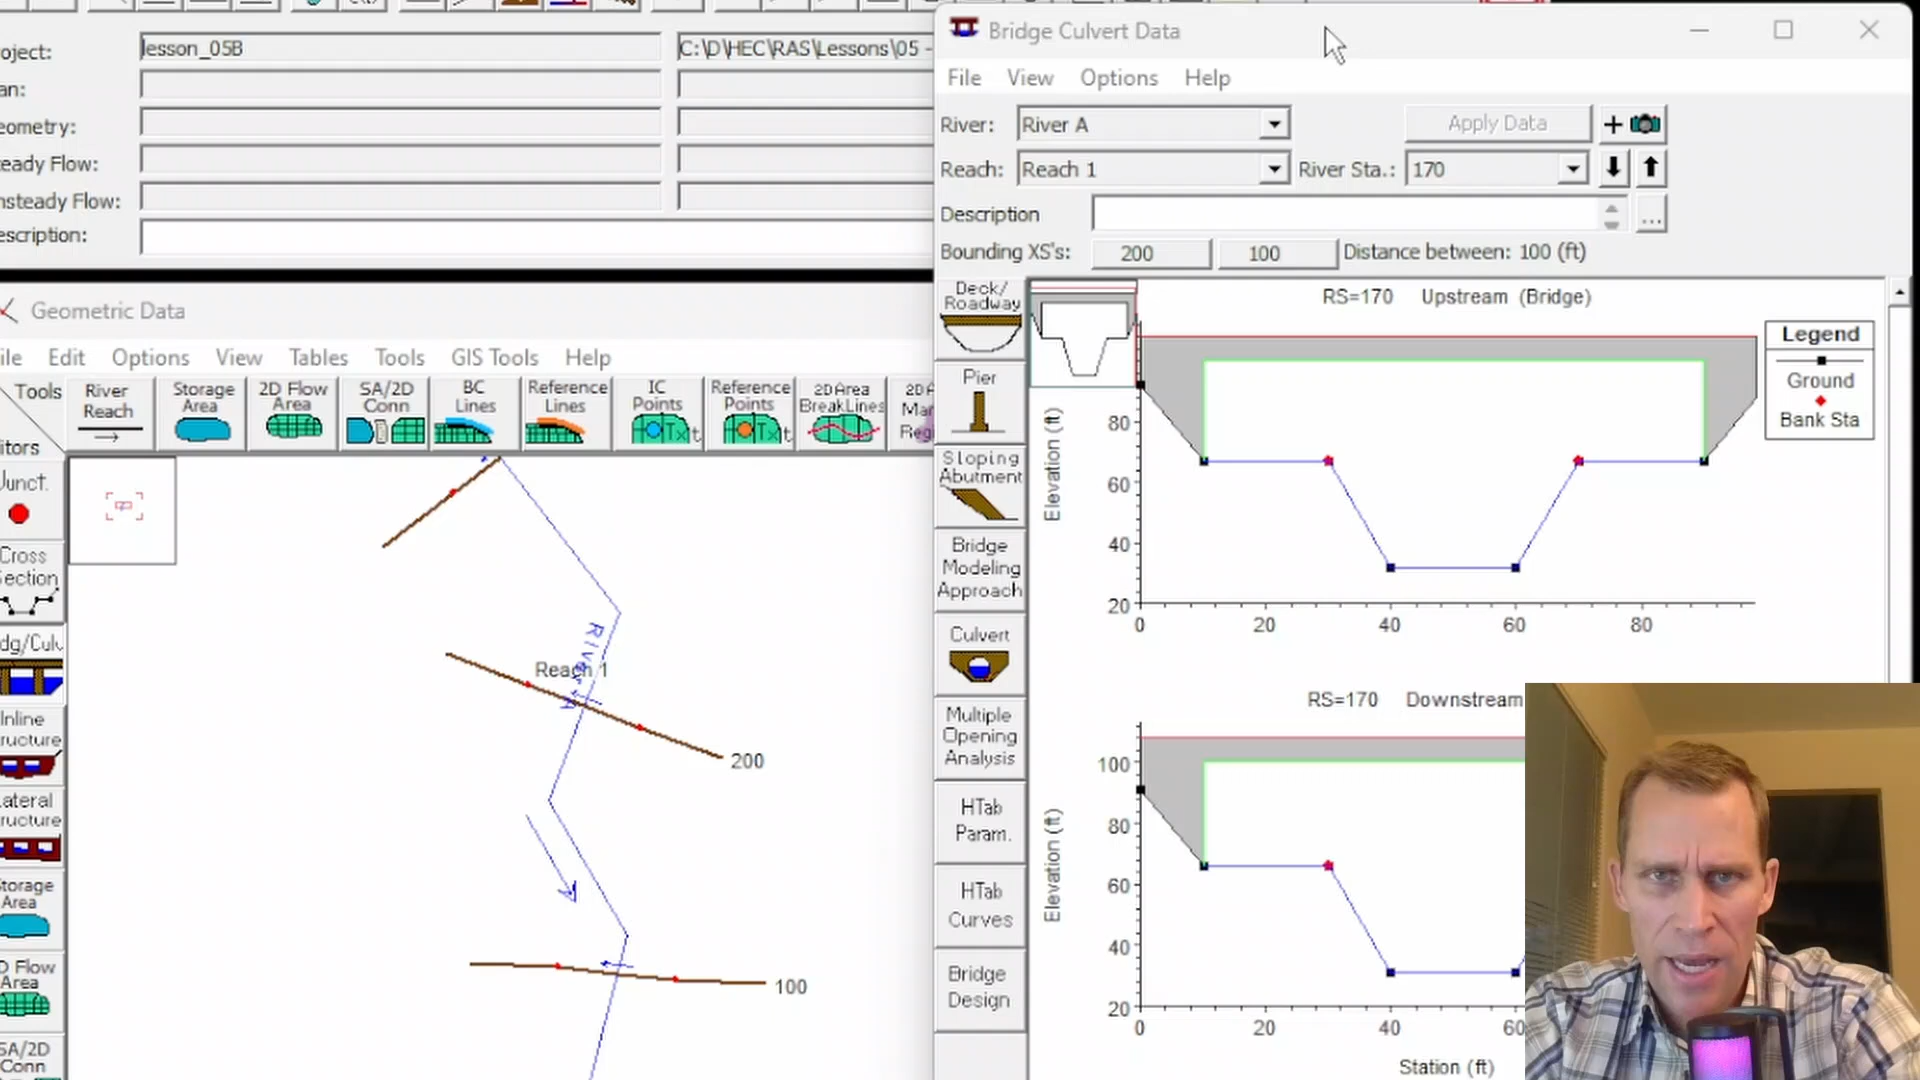 oject:
lesson_05B
C:\D\HEC\RAS\Lessons\05 -
an:
eometry:
eady Flow:
nsteady Flow:
escription:
Geometric Data
ile Edit Options View Tables Tools GIS Tools Help
Tools
River Reach
Storage Area
2D Flow Area
SA/2D Conn
BC Lines
Reference Lines
IC Points
Reference Points
2D Area BreakLines
2D A
Man
Reg
itors
Junct.
Cross
Section
dg/Culv
Inline
ructure
ateral
ructure
torage
Area
D Flow
Area
SA/2D
Conn
River A
Reach 1
200
100
Bridge Culvert Data
File View Options Help
River: River A Apply Data +
Reach: Reach 1 River Sta.: 170
Description ...
Bounding XS's: 200 100 Distance between: 100 (ft)
Deck/
Roadway
Pier
Sloping
Abutment
Bridge
Modeling
Approach
Culvert
Multiple
Opening
Analysis
HTab
Param.
HTab
Curves
Bridge
Design
RS=170 Upstream (Bridge)
Elevation (ft)
80
60
40
20
0 20 40 60 80
Legend
Ground
Bank Sta
RS=170 Downstream
Elevation (ft)
100
80
60
40
20
0 20 40 60
Station (ft)